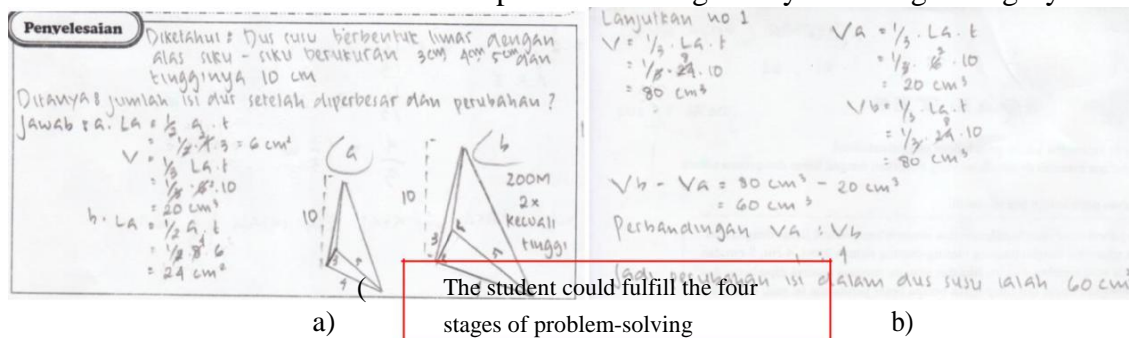 Penyelesaian
Diketahui : Dus susu berbentuk limas dengan
alas siku - siku berukuran 3cm 4cm 5cm dan
tingginya 10 cm
Ditanya : jumlah isi dus setelah diperbesar dan perubahan ?
Jawab : a. La = 1/2 a . t
= 1/2 . 4 . 3 = 6 cm²
V = 1/3 La . t
= 1/3 . 6 . 10
= 20 cm³
b. La = 1/2 a . t
= 1/2 8 6
= 24 cm²
a
10
3
5
4
b
10
3
5
200M
2x
kecuali
tinggi
Lanjutkan no 1
V = 1/3 . La . t
= 1/3 . 24 . 10
= 80 cm³
Va = 1/3 . La . t
= 1/3 . 6 . 10
= 20 cm³
Vb = 1/3 . La . t
= 1/3 . 24 . 10
= 80 cm³
Vb - Va = 80 cm³ - 20 cm³
= 60 cm³
Perbandingan Va : Vb
1 : 4
Jadi perubahan isi dalam dus susu ialah 60 cm³
(
The student could fulfill the four
stages of problem-solving
a)
b)